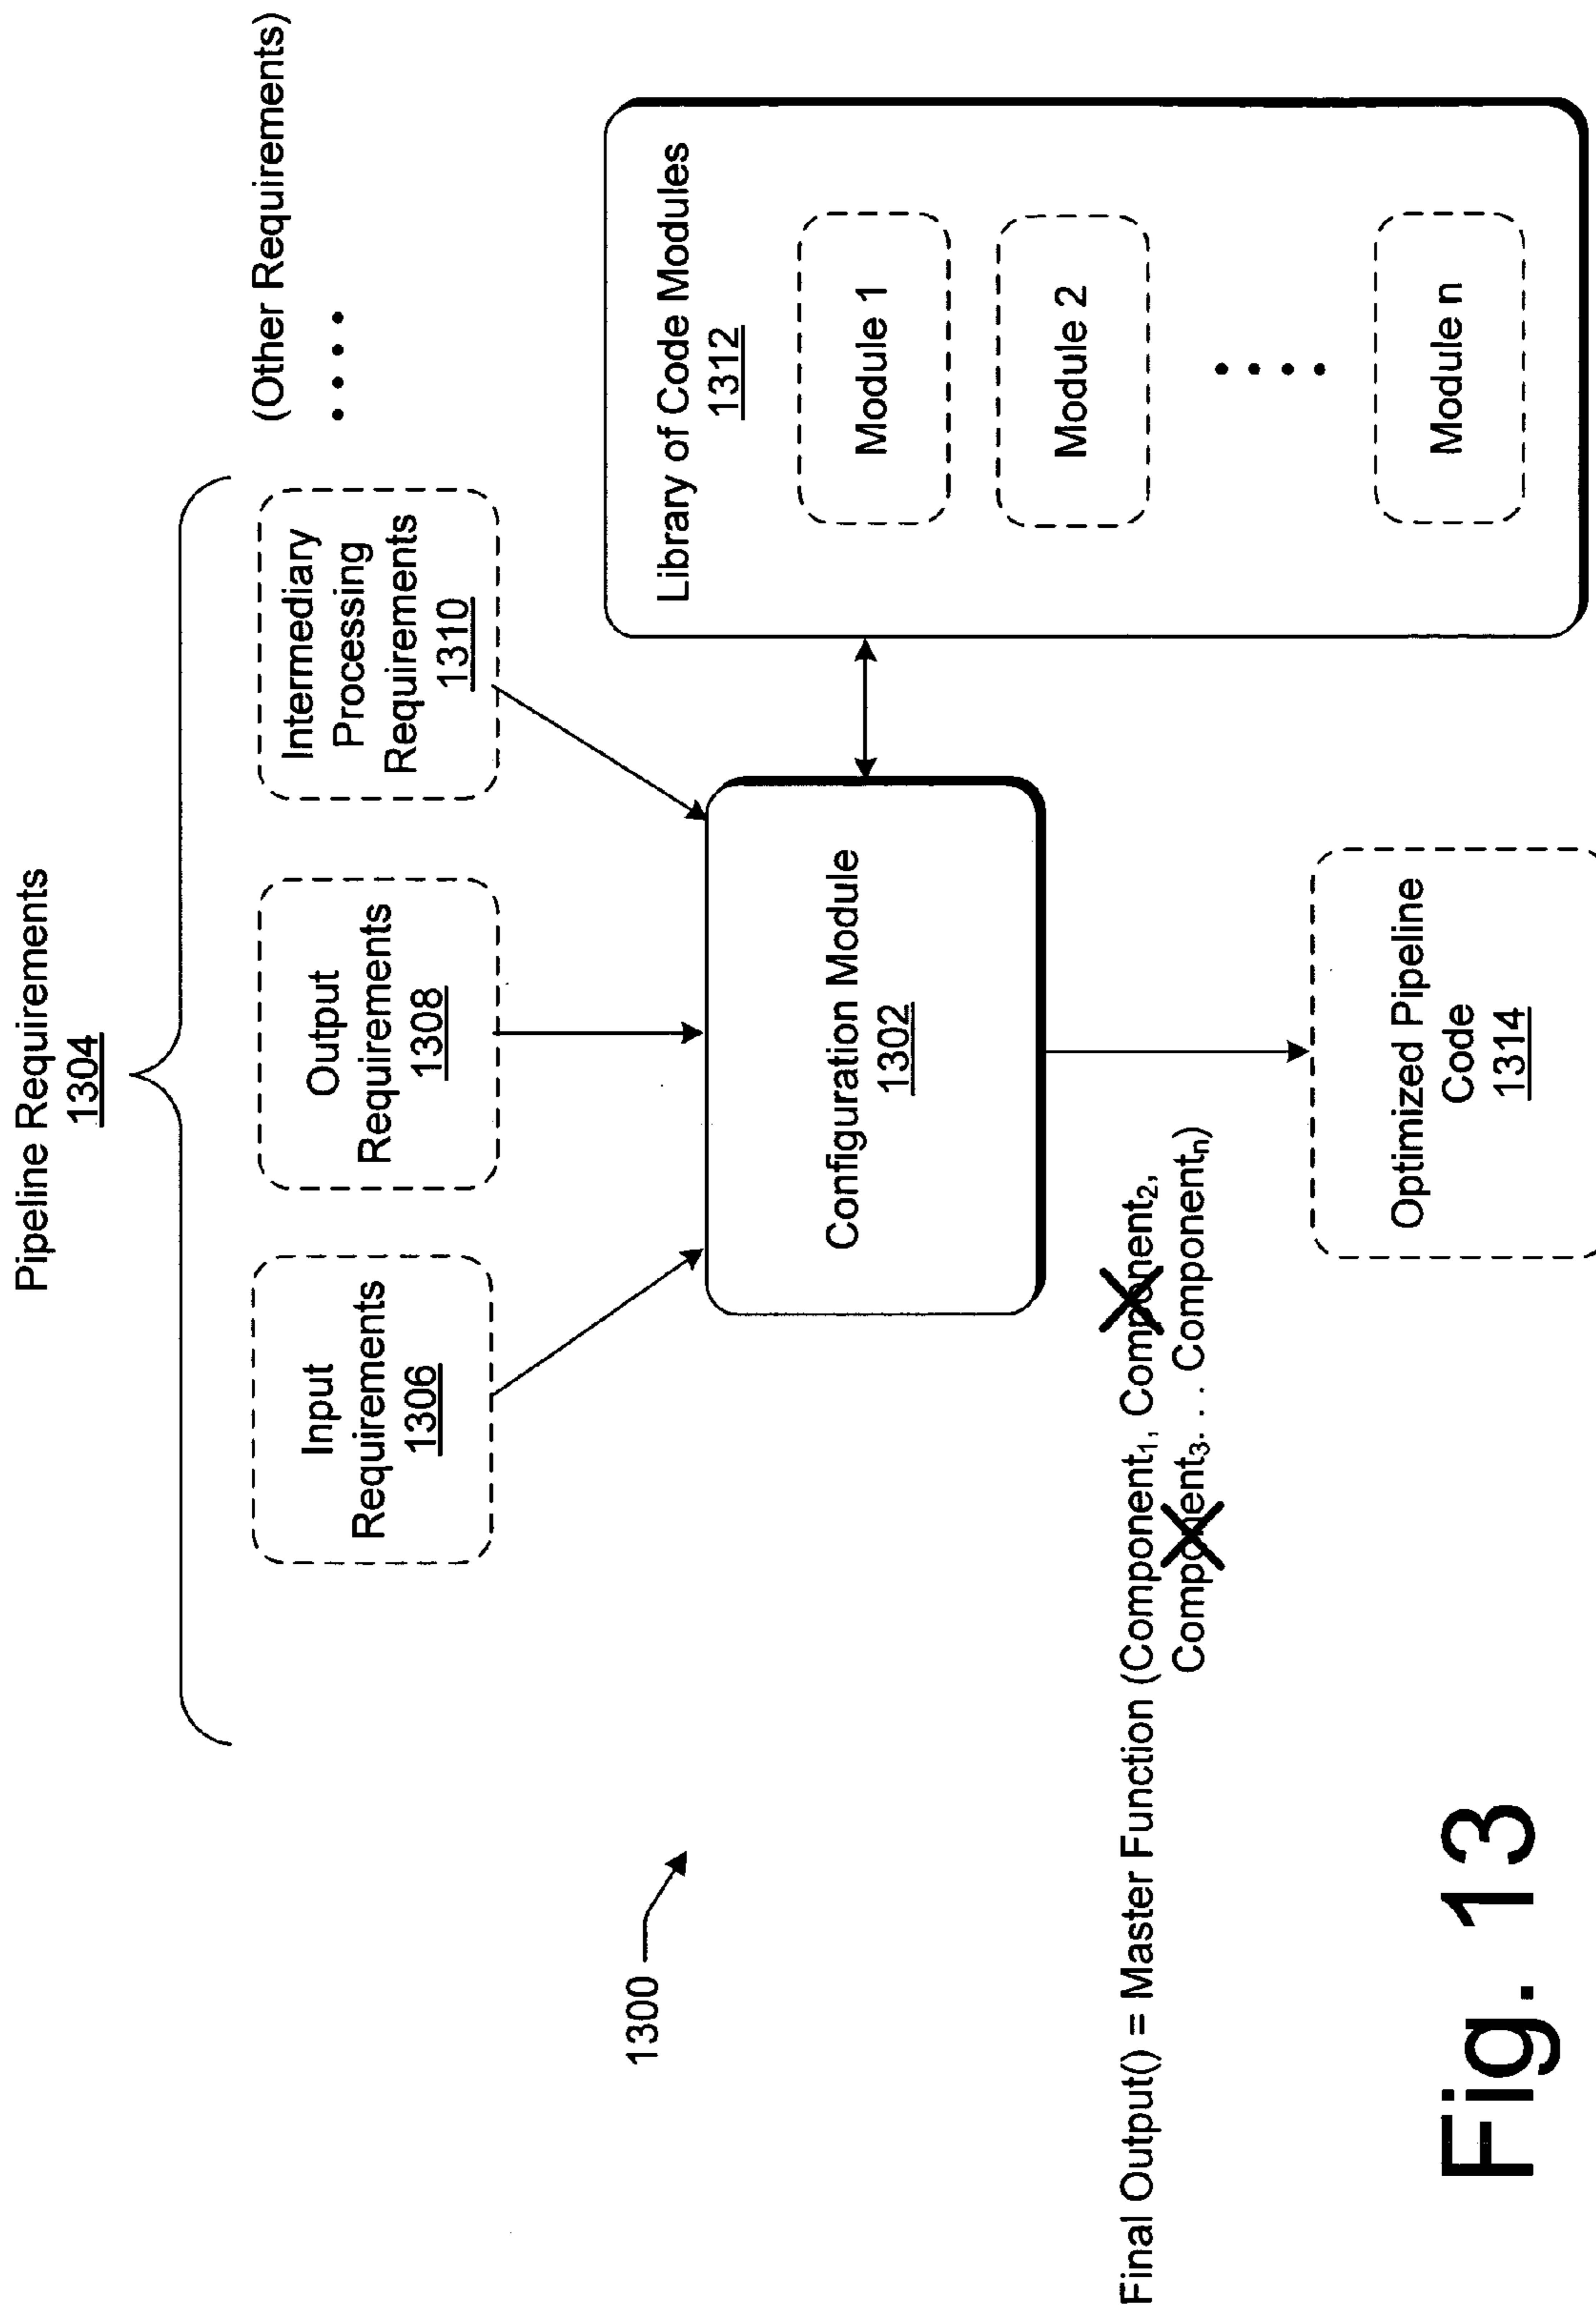 Pipeline Requirements
1304
Input
Requirements
1306
Output
Requirements
1308
Intermediary
Processing
Requirements
1310
(Other Requirements)
1300
Configuration Module
1302
Library of Code Modules
1312
Module 1
Module 2
Module n
Final Output() = Master Function (Component₁, Component₂,
Component₃. . . Componentₙ)
Optimized Pipeline
Code
1314
Fig. 13